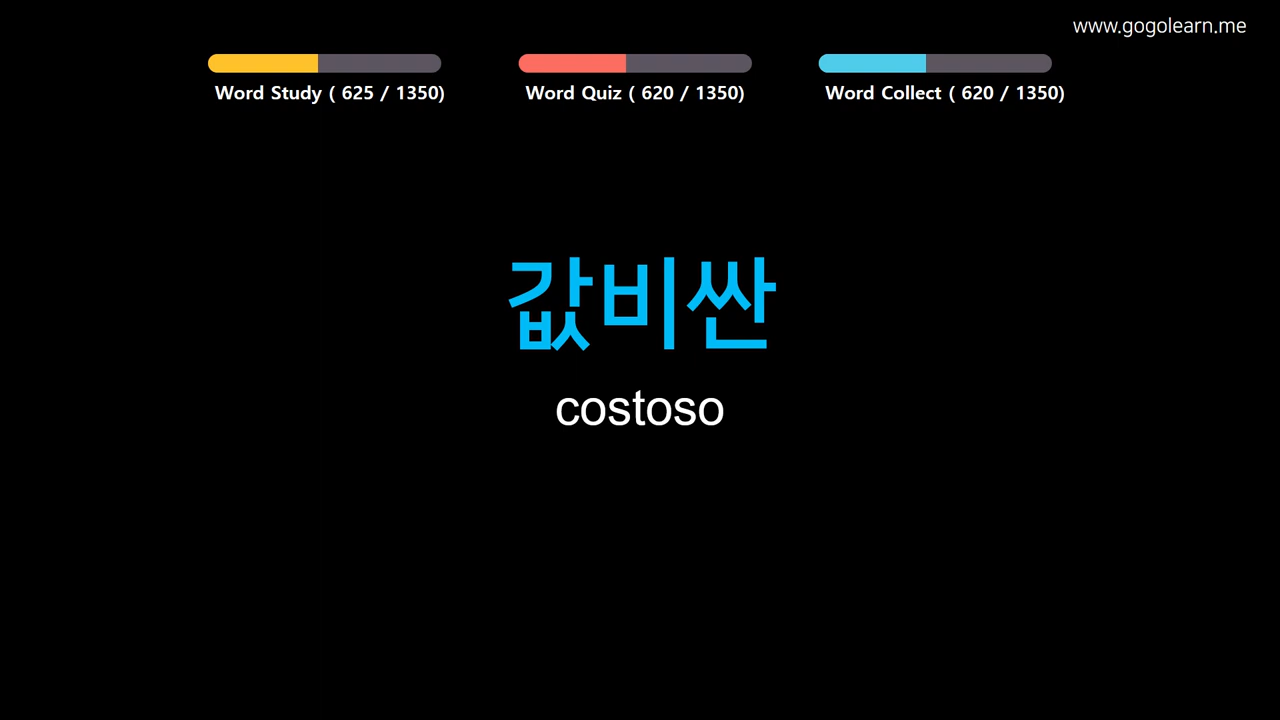 www.gogolearn.me
Word Study ( 625 / 1350)
Word Quiz ( 620 / 1350)
Word Collect ( 620 / 1350)
값비싼
costoso